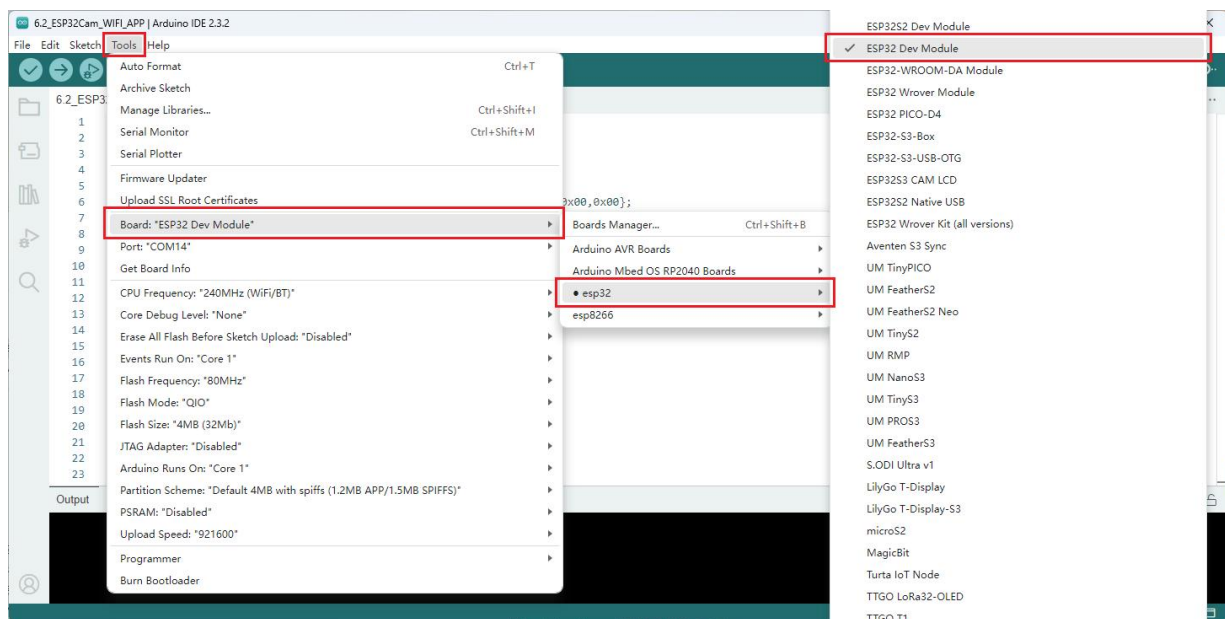 6.2_ESP32Cam_WIFI_APP | Arduino IDE 2.3.2
File Edit Sketch Tools Help
6.2_ESP3
1
2
3
4
5
6
7
8
9
10
11
12
13
14
15
16
17
18
19
20
21
22
23
0x00,0x00};
Output
Auto Format Ctrl+T
Archive Sketch
Manage Libraries... Ctrl+Shift+I
Serial Monitor Ctrl+Shift+M
Serial Plotter
Firmware Updater
Upload SSL Root Certificates
Board: "ESP32 Dev Module"
Port: "COM14"
Get Board Info
CPU Frequency: "240MHz (WiFi/BT)"
Core Debug Level: "None"
Erase All Flash Before Sketch Upload: "Disabled"
Events Run On: "Core 1"
Flash Frequency: "80MHz"
Flash Mode: "QIO"
Flash Size: "4MB (32Mb)"
JTAG Adapter: "Disabled"
Arduino Runs On: "Core 1"
Partition Scheme: "Default 4MB with spiffs (1.2MB APP/1.5MB SPIFFS)"
PSRAM: "Disabled"
Upload Speed: "921600"
Programmer
Burn Bootloader
Boards Manager... Ctrl+Shift+B
Arduino AVR Boards
Arduino Mbed OS RP2040 Boards
● esp32
esp8266
ESP32S2 Dev Module
✓ ESP32 Dev Module
ESP32-WROOM-DA Module
ESP32 Wrover Module
ESP32 PICO-D4
ESP32-S3-Box
ESP32-S3-USB-OTG
ESP32S3 CAM LCD
ESP32S2 Native USB
ESP32 Wrover Kit (all versions)
Aventen S3 Sync
UM TinyPICO
UM FeatherS2
UM FeatherS2 Neo
UM TinyS2
UM RMP
UM NanoS3
UM TinyS3
UM PROS3
UM FeatherS3
S.ODI Ultra v1
LilyGo T-Display
LilyGo T-Display-S3
microS2
MagicBit
Turta IoT Node
TTGO LoRa32-OLED
TTGO T1